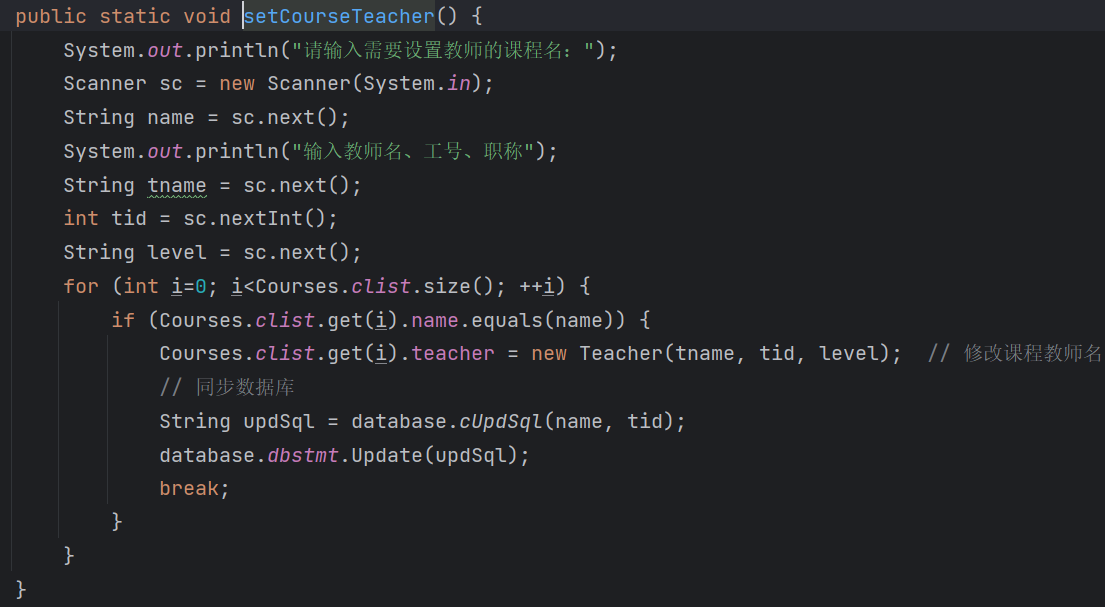 public static void setCourseTeacher() {
    System.out.println("请输入需要设置教师的课程名：");
    Scanner sc = new Scanner(System.in);
    String name = sc.next();
    System.out.println("输入教师名、工号、职称");
    String tname = sc.next();
    int tid = sc.nextInt();
    String level = sc.next();
    for (int i=0; i<Courses.clist.size(); ++i) {
        if (Courses.clist.get(i).name.equals(name)) {
            Courses.clist.get(i).teacher = new Teacher(tname, tid, level);  // 修改课程教师名
            // 同步数据库
            String updSql = database.cUpdSql(name, tid);
            database.dbstmt.Update(updSql);
            break;
        }
    }
}